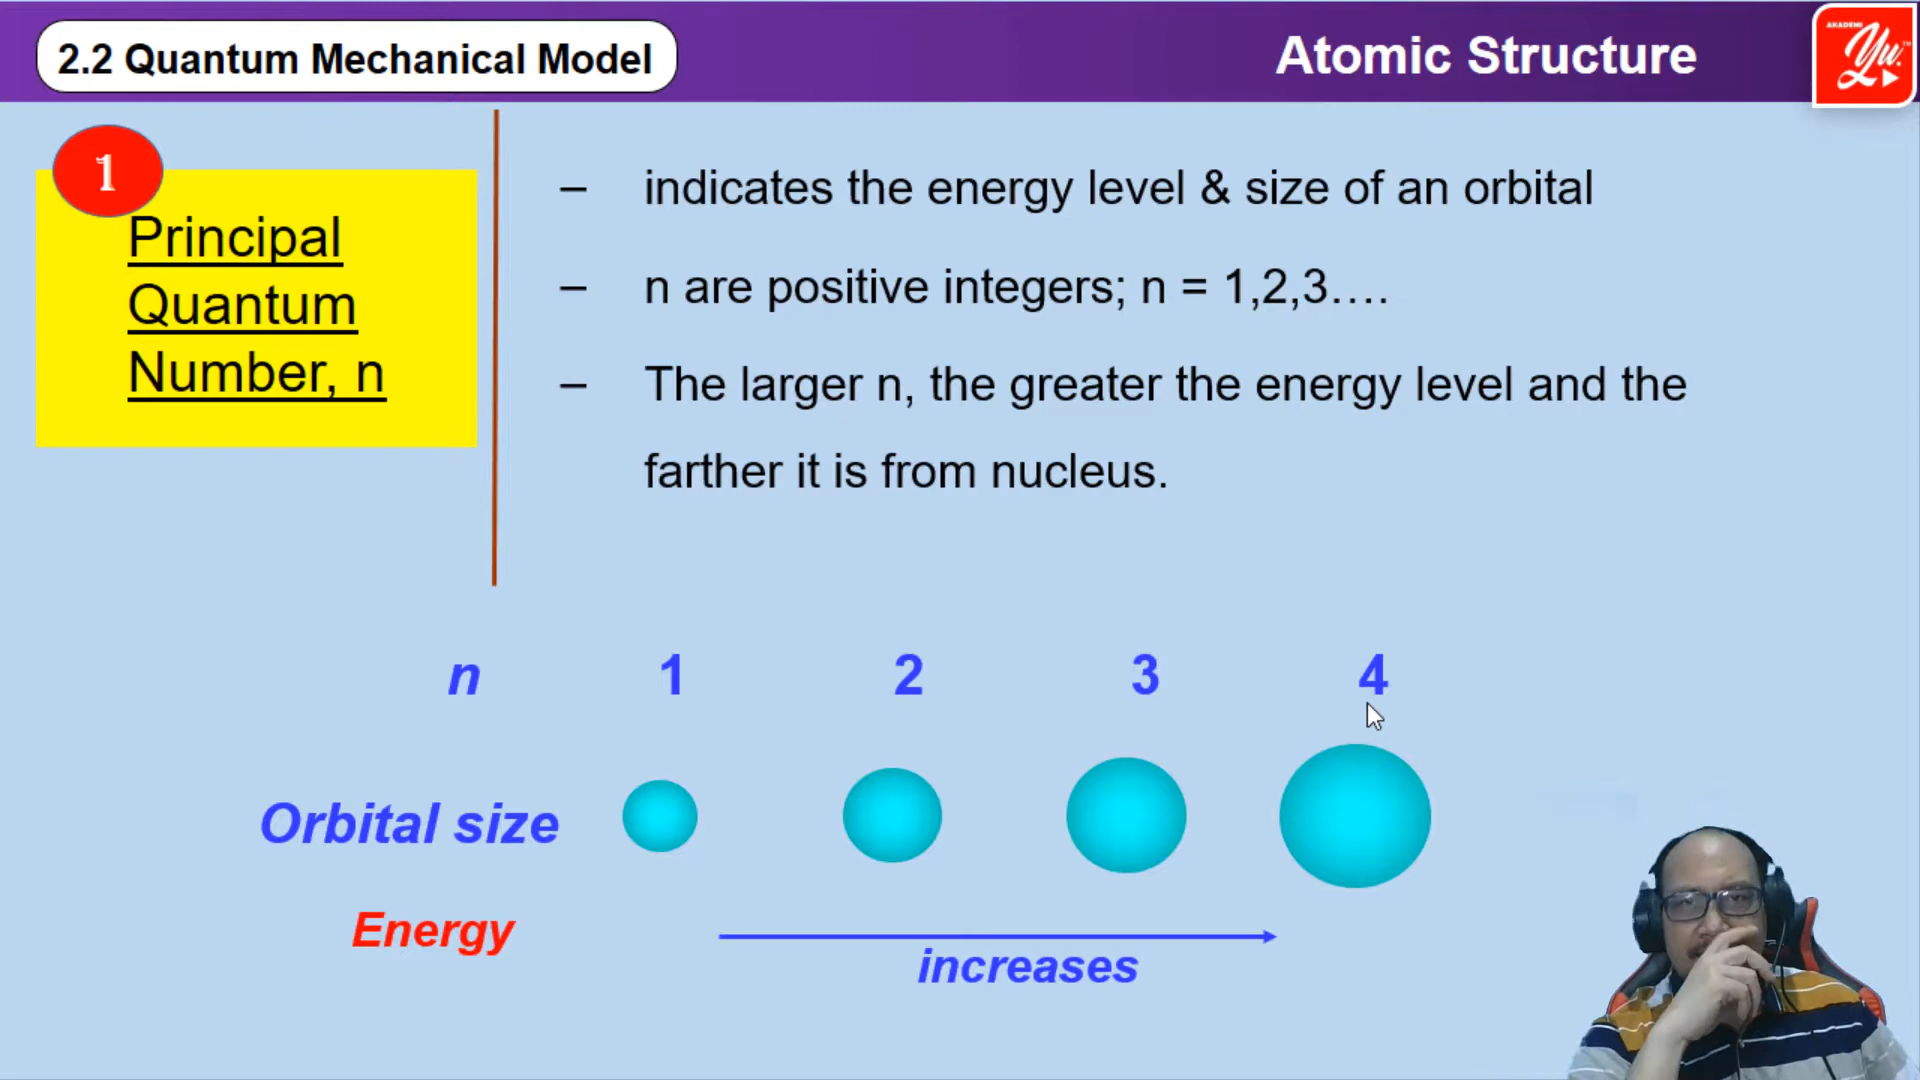 2.2 Quantum Mechanical Model
Atomic Structure
AKADEMI
Yu.
1
Principal
Quantum
Number, n
– indicates the energy level & size of an orbital
– n are positive integers; n = 1,2,3....
– The larger n, the greater the energy level and the
farther it is from nucleus.
n 1 2 3 4
Orbital size
Energy
increases